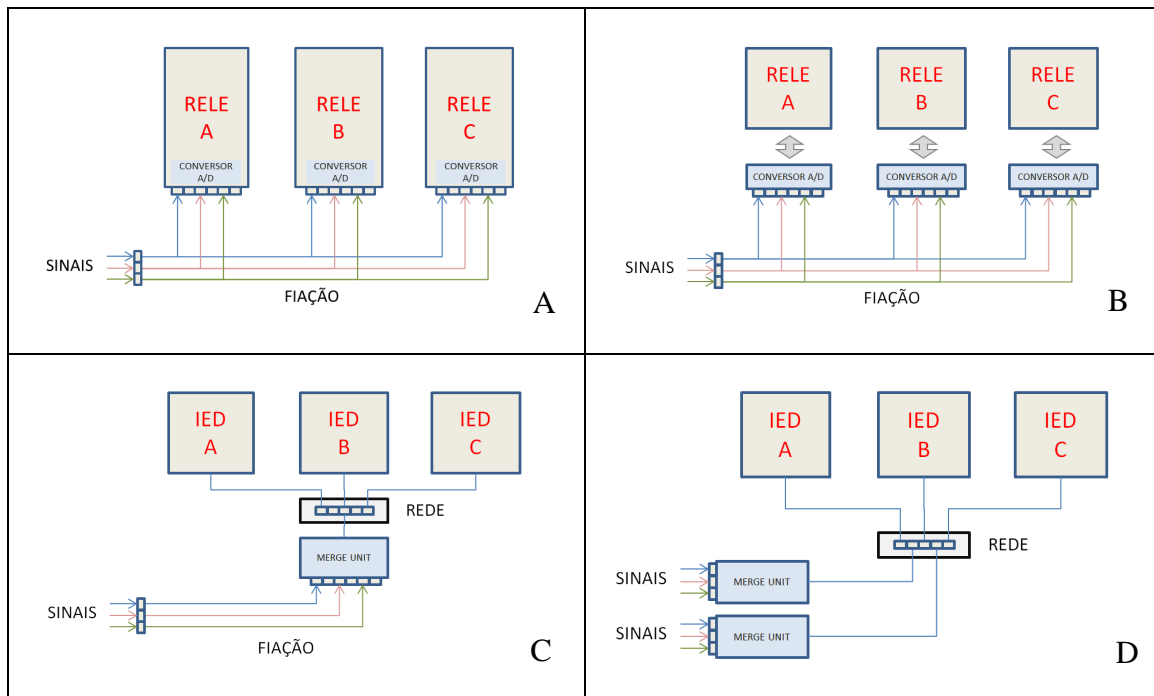 RELE
A
CONVERSOR
A/D
RELE
B
CONVERSOR
A/D
RELE
C
CONVERSOR
A/D
SINAIS
FIAÇÃO
A
RELE
A
CONVERSOR A/D
RELE
B
CONVERSOR A/D
RELE
C
CONVERSOR A/D
SINAIS
FIAÇÃO
B
IED
A
IED
B
IED
C
REDE
MERGE UNIT
SINAIS
FIAÇÃO
C
IED
A
IED
B
IED
C
REDE
SINAIS
MERGE UNIT
SINAIS
MERGE UNIT
D